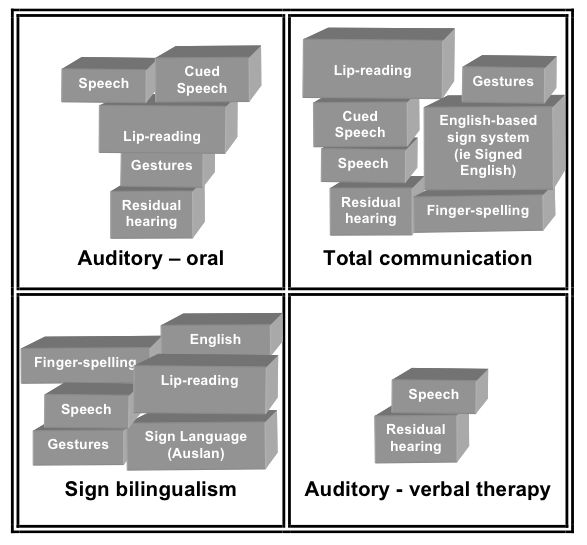 Speech
Cued
Speech
Lip-reading
Gestures
Residual
hearing
Auditory – oral
Lip-reading
Cued
Speech
Speech
Residual
hearing
Gestures
English-based
sign system
(ie Signed
English)
Finger-spelling
Total communication
Finger-spelling
Speech
Gestures
English
Lip-reading
Sign Language
(Auslan)
Sign bilingualism
Speech
Residual
hearing
Auditory - verbal therapy